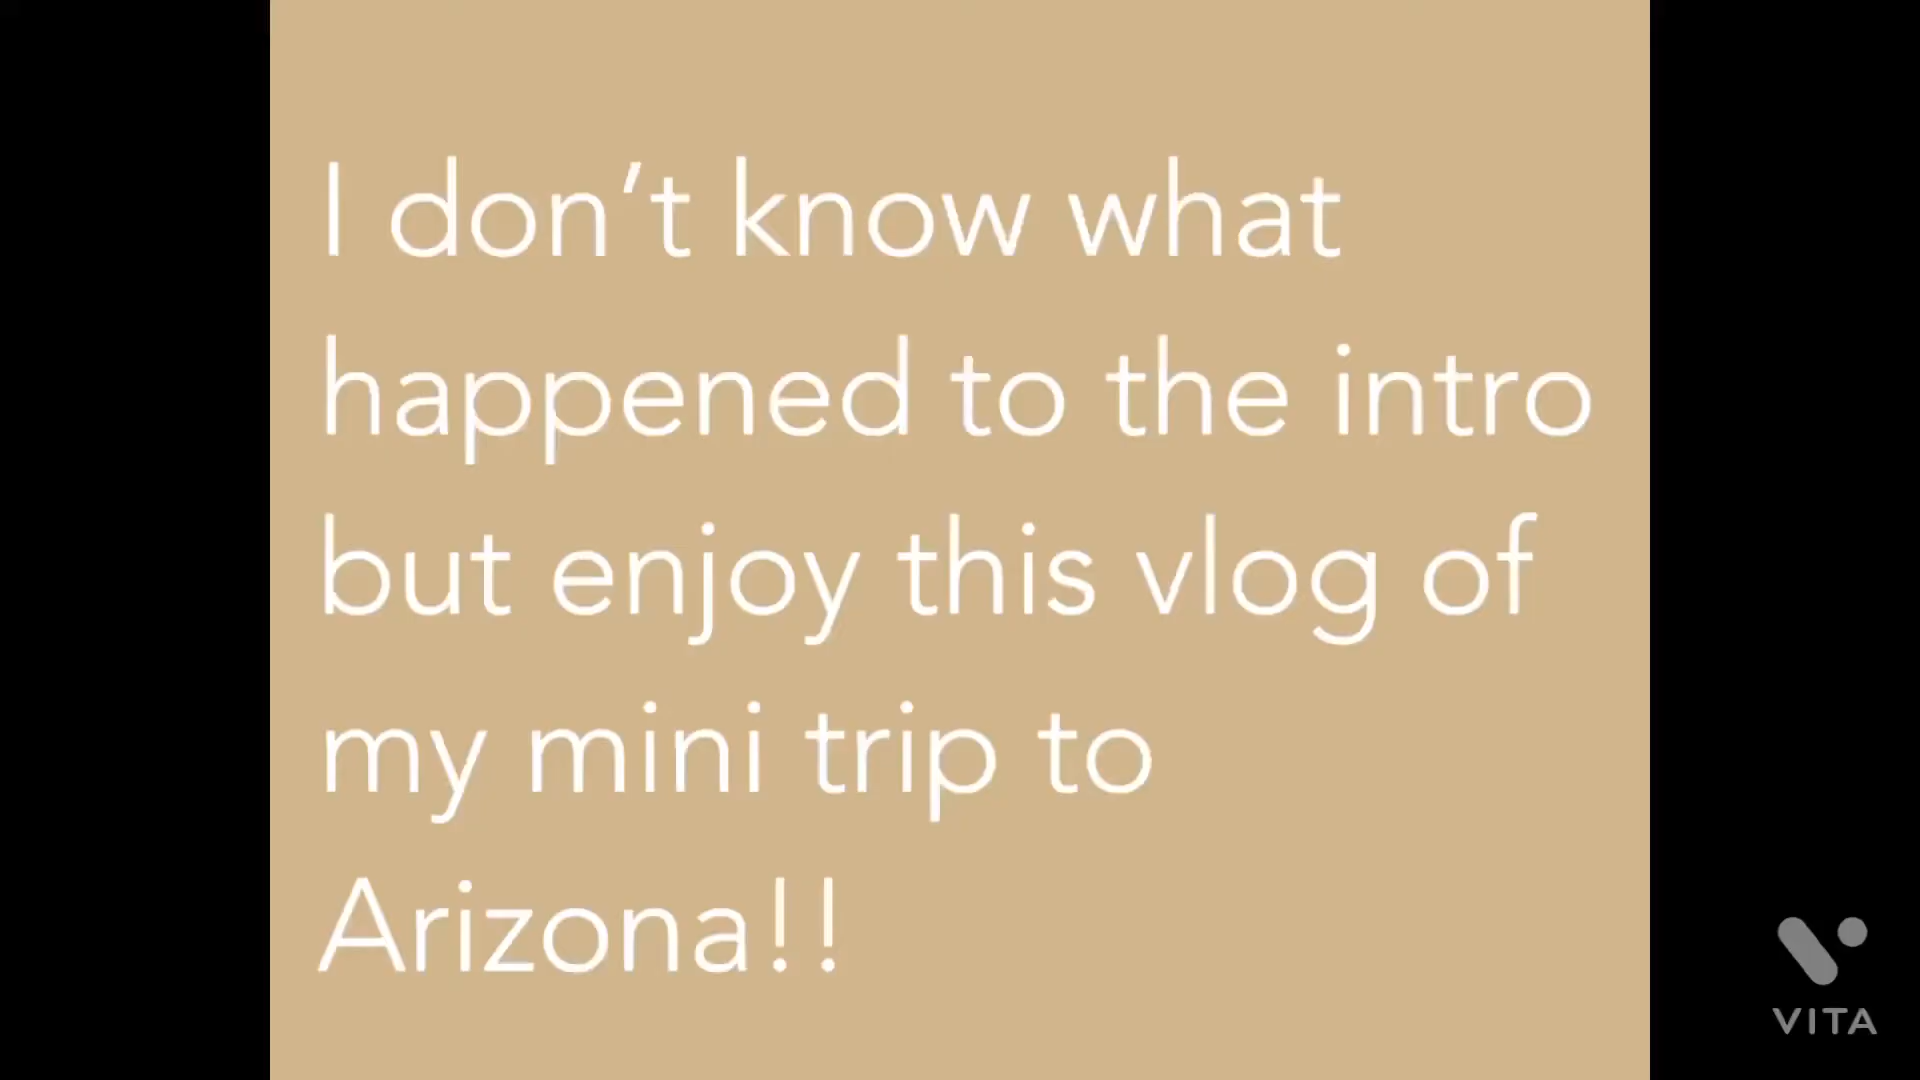 I don’t know what
happened to the intro
but enjoy this vlog of
my mini trip to
Arizona!!
VITA